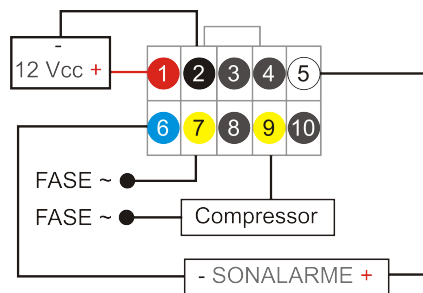 -
12 Vcc +
1 2 3 4 5
6 7 8 9 10
FASE ~
FASE ~
Compressor
- SONALARME +